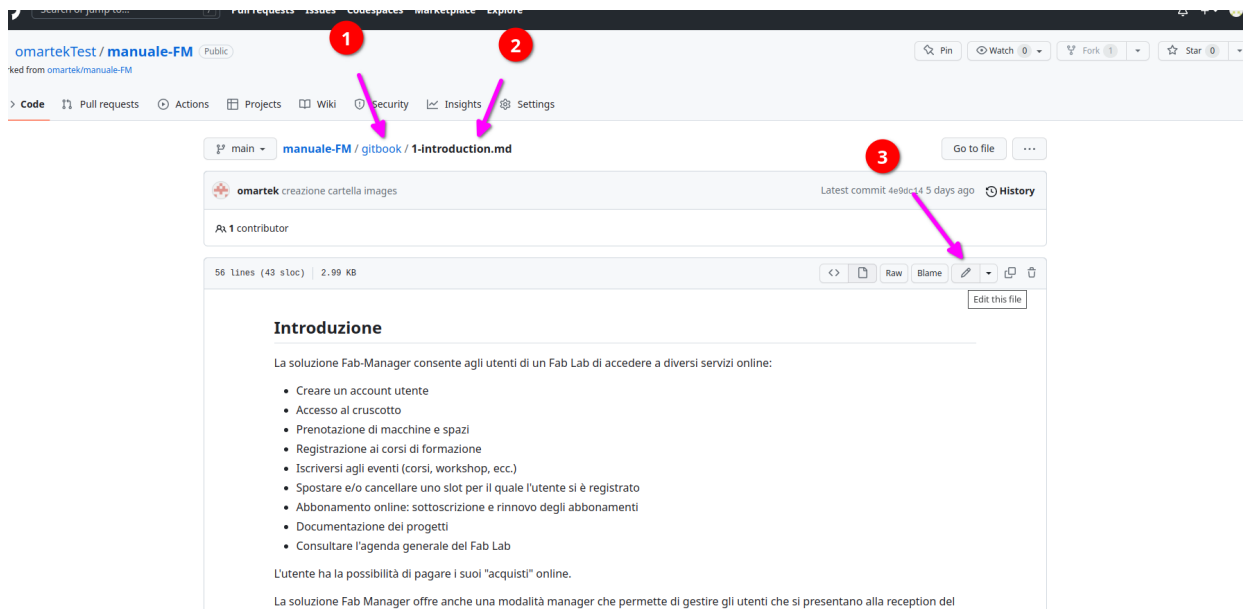 Search or jump to... / Pull requests Issues Codespaces Marketplace Explore
1
2
omartekTest / manuale-FM Public
Pin Watch 0 Fork 1 Star 0
rked from omartek/manuale-FM
Code Pull requests Actions Projects Wiki Security Insights Settings
main manuale-FM / gitbook / 1-introduction.md
Go to file ...
3
omartek creazione cartella images
Latest commit 4e9dc14 5 days ago History
1 contributor
56 lines (43 sloc) 2.99 KB
<> Raw Blame
Edit this file
Introduzione
La soluzione Fab-Manager consente agli utenti di un Fab Lab di accedere a diversi servizi online:
• Creare un account utente
• Accesso al cruscotto
• Prenotazione di macchine e spazi
• Registrazione ai corsi di formazione
• Iscriversi agli eventi (corsi, workshop, ecc.)
• Spostare e/o cancellare uno slot per il quale l'utente si è registrato
• Abbonamento online: sottoscrizione e rinnovo degli abbonamenti
• Documentazione dei progetti
• Consultare l'agenda generale del Fab Lab
L'utente ha la possibilità di pagare i suoi "acquisti" online.
La soluzione Fab Manager offre anche una modalità manager che permette di gestire gli utenti che si presentano alla reception del